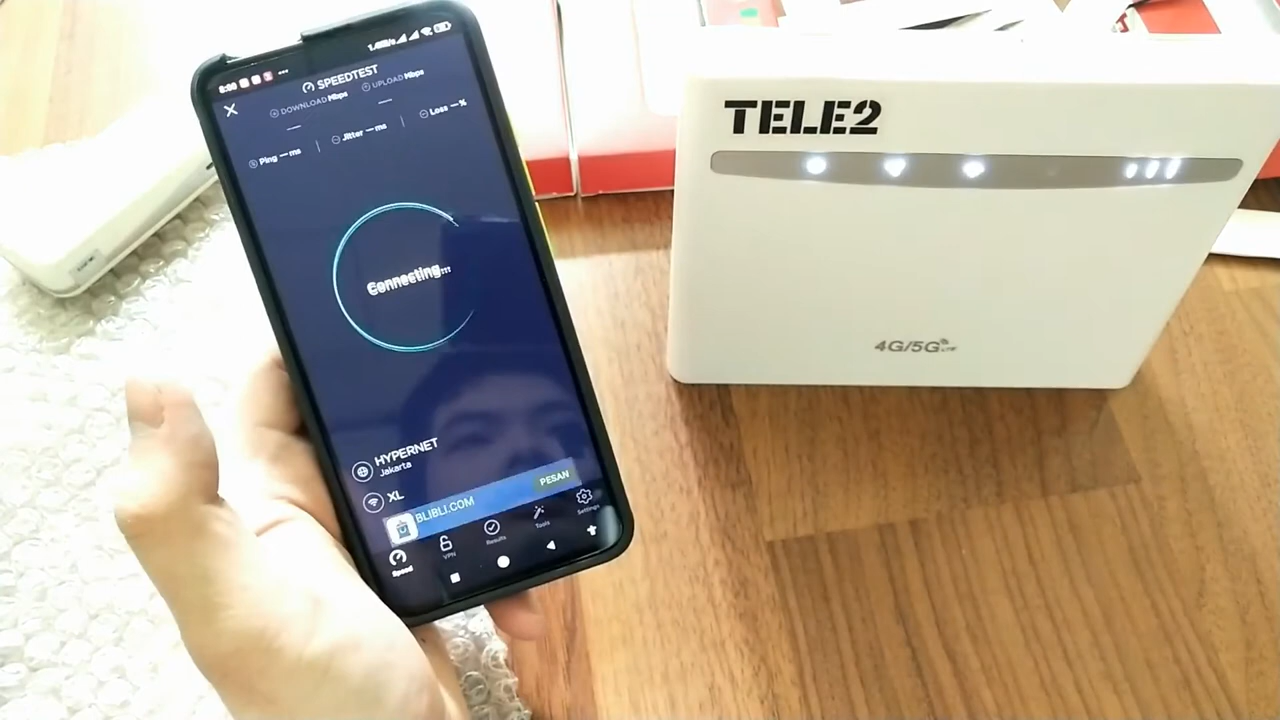 SPEEDTEST
DOWNLOAD Mbps
UPLOAD Mbps
Ping — ms
Jitter — ms
Loss — %
Connecting...
HYPERNET
Jakarta
XL
BLIBLI.COM
PESAN
Speed
VPN
Results
Tools
Settings
TELE2
4G/5G